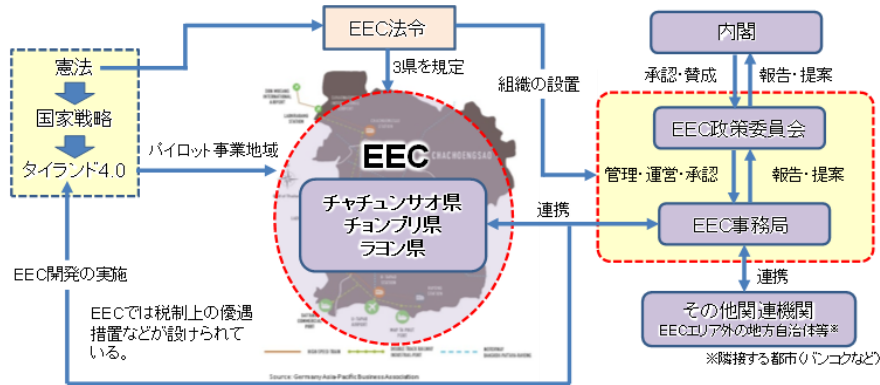 EEC法令
内閣
3県を規定
組織の設置
承認・賛成
報告・提案
憲法
国家戦略
タイランド4.0
パイロット事業地域
EEC
CHACHOENGSAO
チャチュンサオ県
チョンブリ県
ラヨン県
EEC政策委員会
管理・運営・承認
報告・提案
連携
EEC事務局
連携
EEC開発の実施
EECでは税制上の優遇
措置などが設けられて
いる。
その他関連機関
EECエリア外の地方自治体等※
※隣接する都市(バンコクなど)
HIGH SPEED TRAIN
DOUBLE TRACK RAILWAY
MOTORWAY
Source: Germany Asia-Pacific Business Association